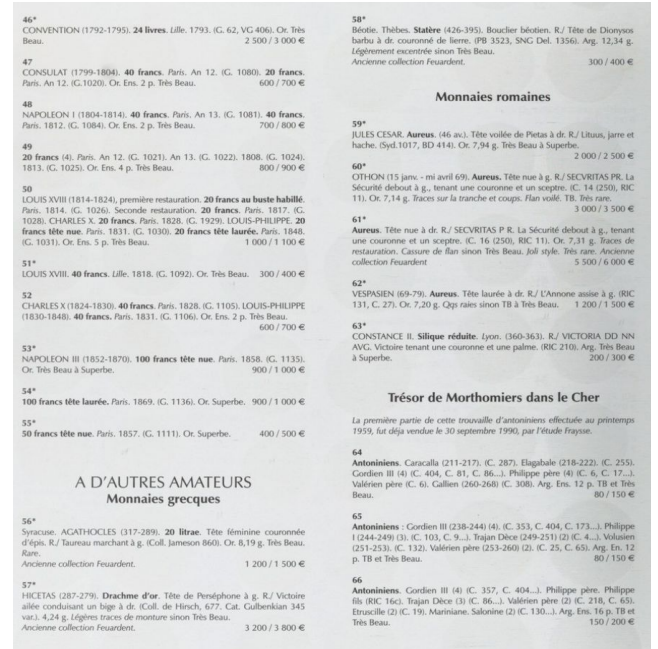 46*
CONVENTION (1792-1795). 24 livres. Lille. 1793. (G. 62, VG 406). Or. Très
Beau. 2 500 / 3 000 €
47
CONSULAT (1799-1804). 40 francs. Paris. An 12. (G. 1080). 20 francs.
Paris. An 12. (G.1020). Or. Ens. 2 p. Très Beau. 600 / 700 €
48
NAPOLEON I (1804-1814). 40 francs. Paris. An 13. (G. 1081). 40 francs.
Paris. 1812. (G. 1084). Or. Ens. 2 p. Très Beau. 700 / 800 €
49
20 francs (4). Paris. An 12. (G. 1021). An 13. (G. 1022). 1808. (G. 1024).
1813. (G. 1025). Or. Ens. 4 p. Très Beau. 800 / 900 €
50
LOUIS XVIII (1814-1824), première restauration. 20 francs au buste habillé.
Paris. 1814. (G. 1026). Seconde restauration. 20 francs. Paris. 1817. (G.
1028). CHARLES X. 20 francs. Paris. 1828. (G. 1929). LOUIS-PHILIPPE. 20
francs tête nue. Paris. 1831. (G. 1030). 20 francs tête laurée. Paris. 1848.
(G. 1031). Or. Ens. 5 p. Très Beau. 1 000 / 1 100 €
51*
LOUIS XVIII. 40 francs. Lille. 1818. (G. 1092). Or. Très Beau. 300 / 400 €
52
CHARLES X (1824-1830). 40 francs. Paris. 1828. (G. 1105). LOUIS-PHILIPPE
(1830-1848). 40 francs. Paris. 1831. (G. 1106). Or. Ens. 2 p. Très Beau.
600 / 700 €
53*
NAPOLEON III (1852-1870). 100 francs tête nue. Paris. 1858. (G. 1135).
Or. Très Beau à Superbe. 900 / 1 000 €
54*
100 francs tête laurée. Paris. 1869. (G. 1136). Or. Superbe. 900 / 1 000 €
55*
50 francs tête nue. Paris. 1857. (G. 1111). Or. Superbe. 400 / 500 €
A D'AUTRES AMATEURS
Monnaies grecques
56*
Syracuse. AGATHOCLES (317-289). 20 litrae. Tête féminine couronnée
d'épis. R./ Taureau marchant à g. (Coll. Jameson 860). Or. 8,19 g. Très Beau.
Rare.
Ancienne collection Feuardent. 1 200 / 1 500 €
57*
HICETAS (287-279). Drachme d'or. Tête de Perséphone à g. R./ Victoire
ailée conduisant un bige à dr. (Coll. de Hirsch, 677. Cat. Gulbenkian 345
var.). 4,24 g. Légères traces de monture sinon Très Beau.
Ancienne collection Feuardent. 3 200 / 3 800 €
58*
Béotie. Thèbes. Statère (426-395). Bouclier béotien. R./ Tête de Dionysos
barbu à dr. couronné de lierre. (PB 3523, SNG Del. 1356). Arg. 12,34 g.
Légèrement excentrée sinon Très Beau.
Ancienne collection Feuardent. 300 / 400 €
Monnaies romaines
59*
JULES CESAR. Aureus. (46 av.). Tête voilée de Pietas à dr. R./ Lituus, jarre et
hache. (Syd.1017, BD 414). Or. 7,94 g. Très Beau à Superbe.
2 000 / 2 500 €
60*
OTHON (15 janv. - mi avril 69). Aureus. Tête nue à g. R./ SECVRITAS PR. La
Sécurité debout à g., tenant une couronne et un sceptre. (C. 14 (250), RIC
11). Or. 7,14 g. Traces sur la tranche et coups. Flan voilé. TB. Très rare.
3 000 / 3 500 €
61*
Aureus. Tête nue à dr. R./ SECVRITAS P R. La Sécurité debout à g., tenant
une couronne et un sceptre. (C. 16 (250), RIC 11). Or. 7,31 g. Traces de
restauration. Cassure de flan sinon Très Beau. Joli style. Très rare. Ancienne
collection Feuardent 5 500 / 6 000 €
62*
VESPASIEN (69-79). Aureus. Tête laurée à dr. R./ L'Annone assise à g. (RIC
131, C. 27). Or. 7,20 g. Qqs raies sinon TB à Très Beau. 1 200 / 1 500 €
63*
CONSTANCE II. Silique réduite. Lyon. (360-363). R./ VICTORIA DD NN
AVG. Victoire tenant une couronne et une palme. (RIC 210). Arg. Très Beau
à Superbe. 200 / 300 €
Trésor de Morthomiers dans le Cher
La première partie de cette trouvaille d'antoniniens effectuée au printemps
1959, fut déja vendue le 30 septembre 1990, par l'étude Fraysse.
64
Antoniniens. Caracalla (211-217). (C. 287). Elagabale (218-222). (C. 255).
Gordien III (4) (C. 404, C. 81, C. 86...). Philippe père (4) (C. 6, C. 17...).
Valérien père (C. 6). Gallien (260-268) (C. 308). Arg. Ens. 12 p. TB et Très
Beau. 80 / 150 €
65
Antoniniens : Gordien III (238-244) (4). (C. 353, C. 404, C. 173...). Philippe
I (244-249) (3). (C. 103, C. 9...). Trajan Dèce (249-251) (2) (C. 4...). Volusien
(251-253). (C. 132). Valérien père (253-260) (2). (C. 25, C. 65). Arg. En. 12
p. TB et Très Beau. 80 / 150 €
66
Antoniniens. Gordien III (4) (C. 357, C. 404...). Philippe père. Philippe
fils (RIC 16c). Trajan Dèce (3) (C. 86...). Valérien père (2) (C. 218, C. 65).
Etruscille (2) (C. 19). Mariniane. Salonine (2) (C. 130...). Arg. Ens. 16 p. TB et
Très Beau. 150 / 200 €